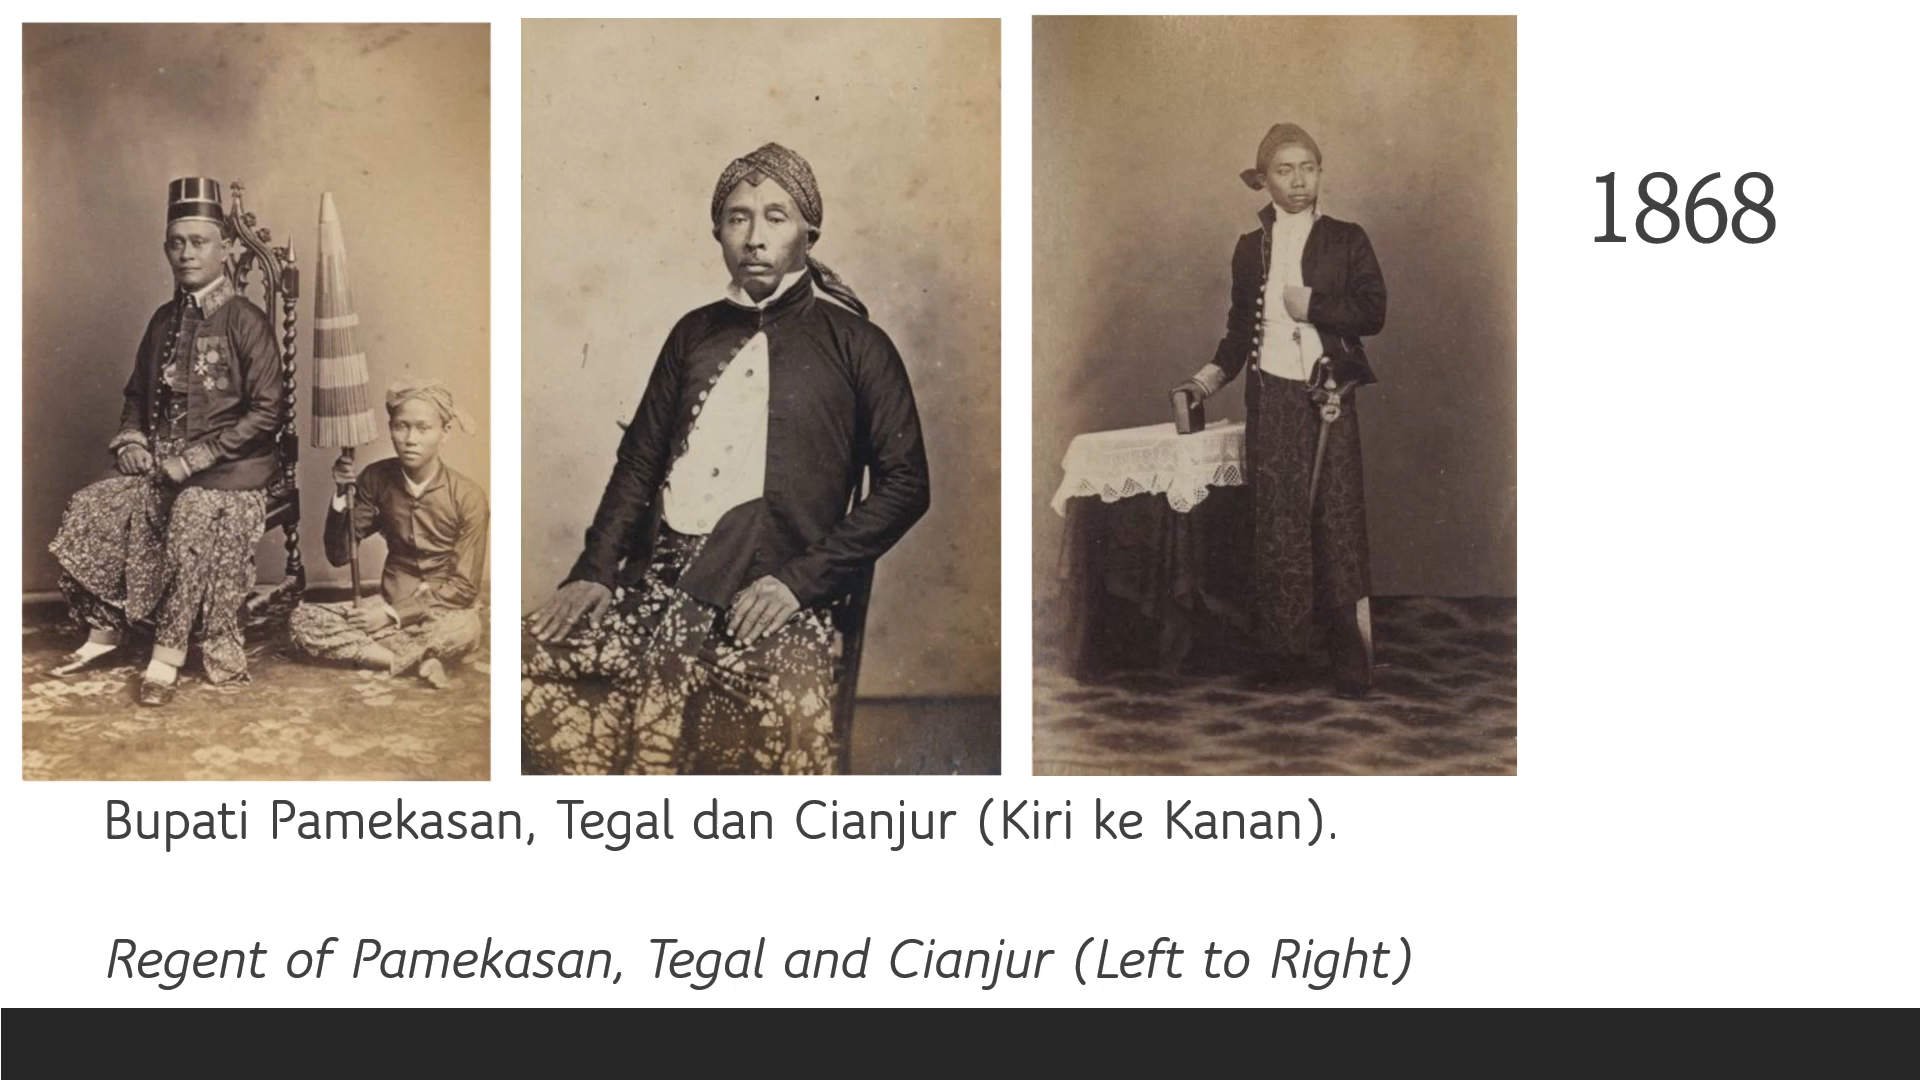 1868
Bupati Pamekasan, Tegal dan Cianjur (Kiri ke Kanan).
Regent of Pamekasan, Tegal and Cianjur (Left to Right)